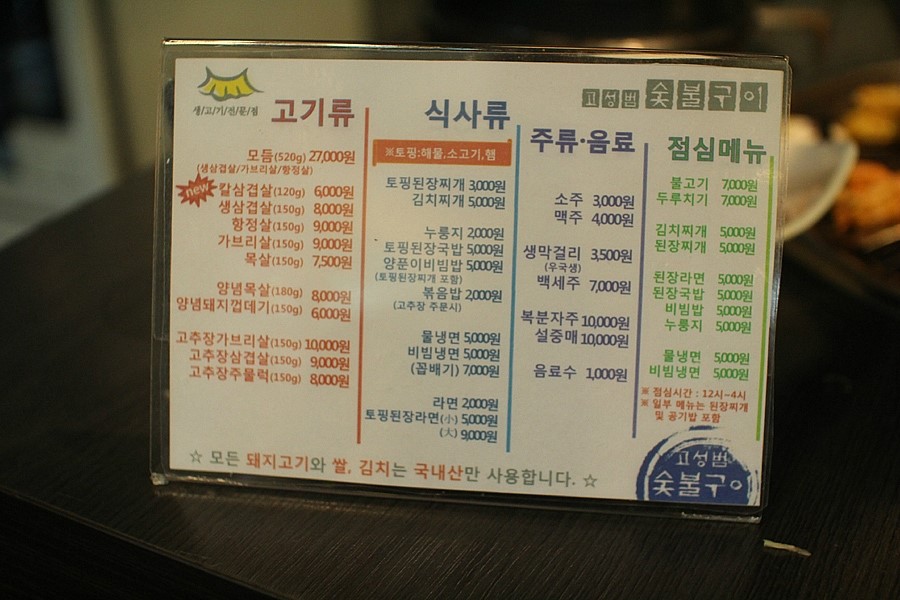 생/고/기/전/문/점
고기류
모듬(520g) 27,000원
(생삼겹살/가브리살/항정살)
new
칼삼겹살(120g) 6,000원
생삼겹살(150g) 8,000원
항정살(150g) 9,000원
가브리살(150g) 9,000원
목살(150g) 7,500원
양념목살(180g) 8,000원
양념돼지껍데기(150g) 6,000원
고추장가브리살(150g) 10,000원
고추장삼겹살(150g) 9,000원
고추장주물럭(150g) 8,000원
식사류
※토핑:해물,소고기,햄
토핑된장찌개 3,000원
김치찌개 5,000원
누룽지 2,000원
토핑된장국밥 5,000원
양푼이비빔밥 5,000원
(토핑된장찌개 포함)
볶음밥 2,000원
(고추장 주문시)
물냉면 5,000원
비빔냉면 5,000원
(곱배기) 7,000원
라면 2,000원
토핑된장라면(小) 5,000원
(大) 9,000원
주류·음료
소주 3,000원
맥주 4,000원
생막걸리 3,500원
(우국생)
백세주 7,000원
복분자주 10,000원
설중매 10,000원
음료수 1,000원
고성범 숯불구이
점심메뉴
불고기 7,000원
두루치기 7,000원
김치찌개 5,000원
된장찌개 5,000원
된장라면 5,000원
된장국밥 5,000원
비빔밥 5,000원
누룽지 5,000원
물냉면 5,000원
비빔냉면 5,000원
※ 점심시간 : 12시~4시
※ 일부 메뉴는 된장찌개
및 공기밥 포함
☆ 모든 돼지고기와 쌀, 김치는 국내산만 사용합니다. ☆
고성범
숯불구이